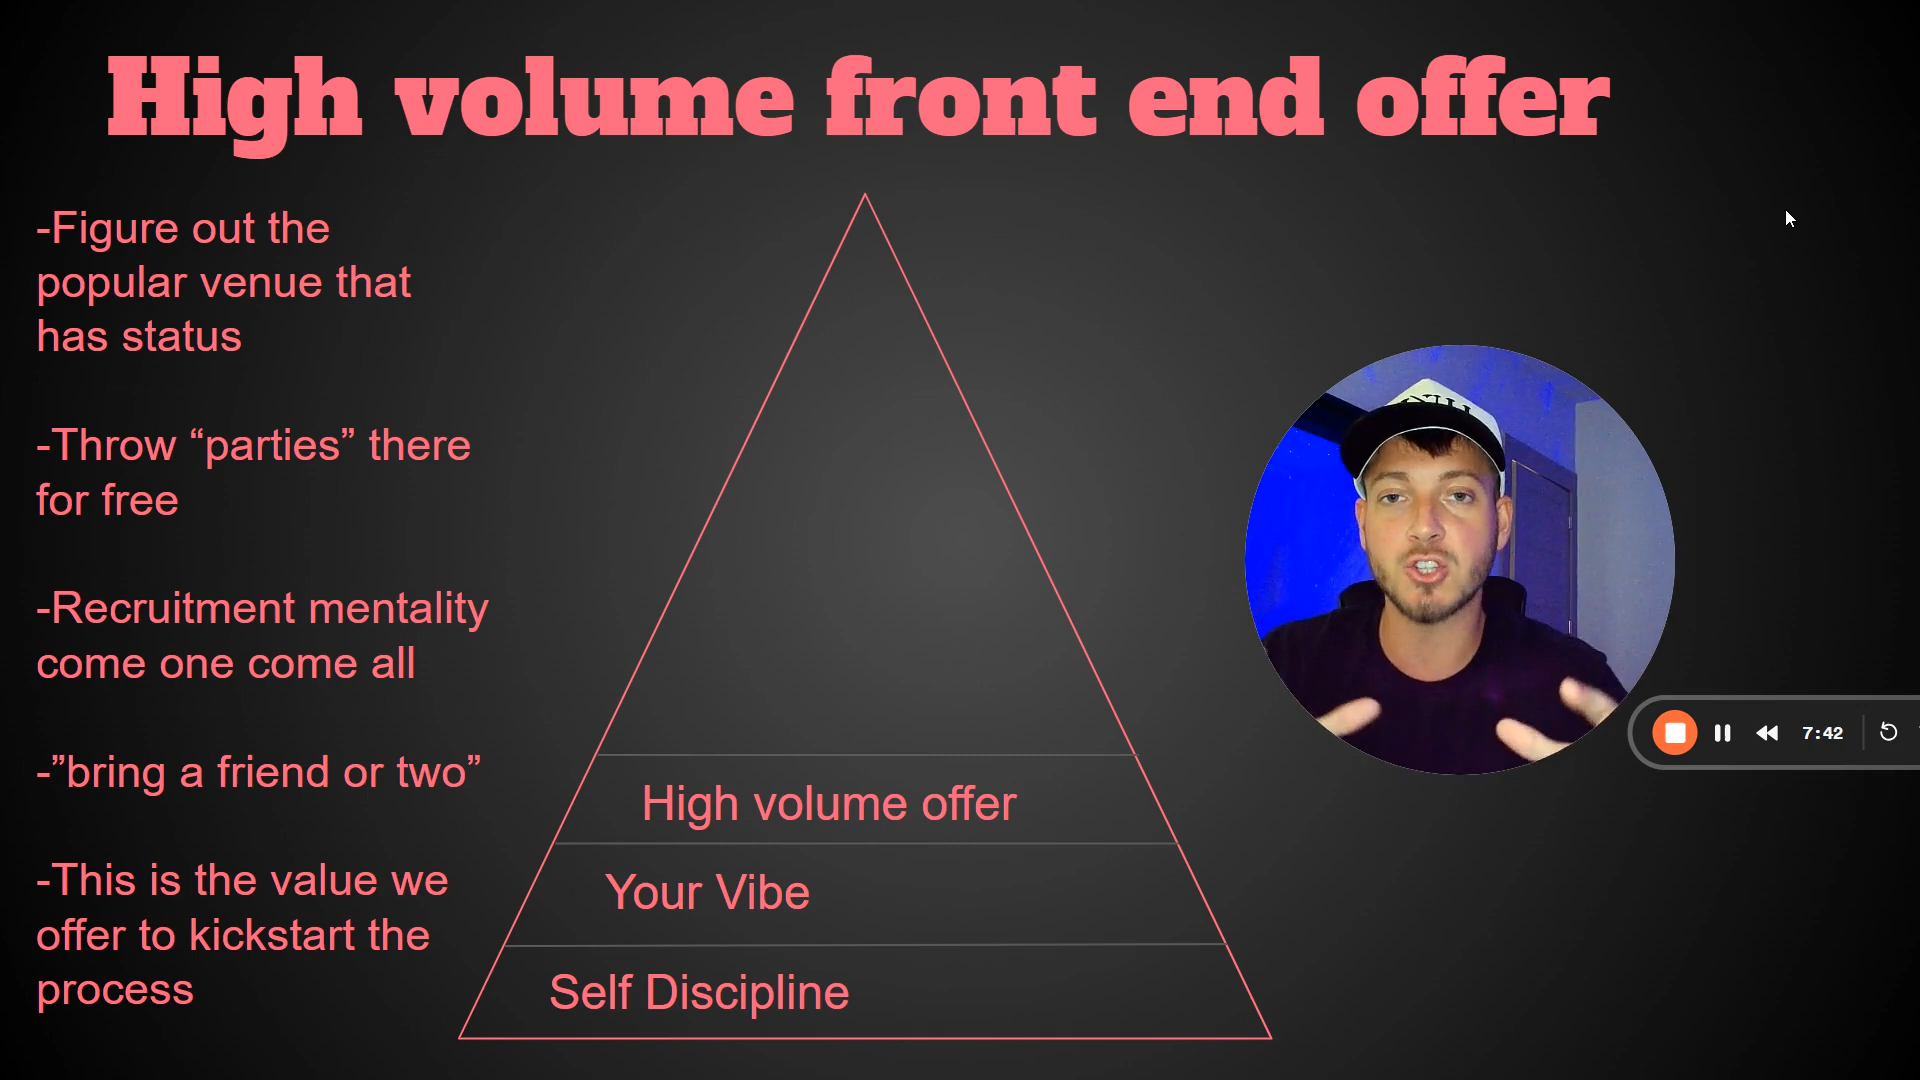 High volume front end offer
-Figure out the
popular venue that
has status
-Throw “parties” there
for free
-Recruitment mentality
come one come all
-”bring a friend or two”
-This is the value we
offer to kickstart the
process
High volume offer
Your Vibe
Self Discipline
7:42